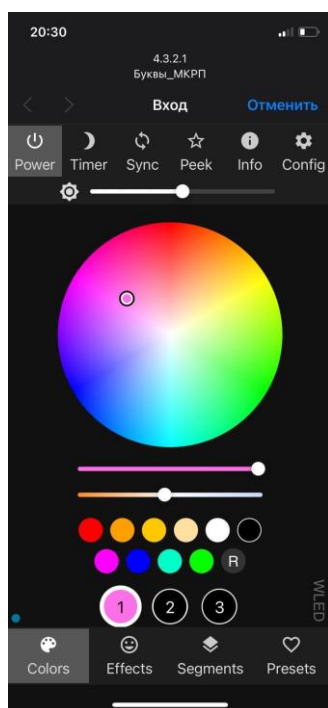 20:30
4.3.2.1
Буквы_МКРП
Вход Отменить
Power Timer Sync Peek Info Config
R
1 2 3
WLED
Colors Effects Segments Presets